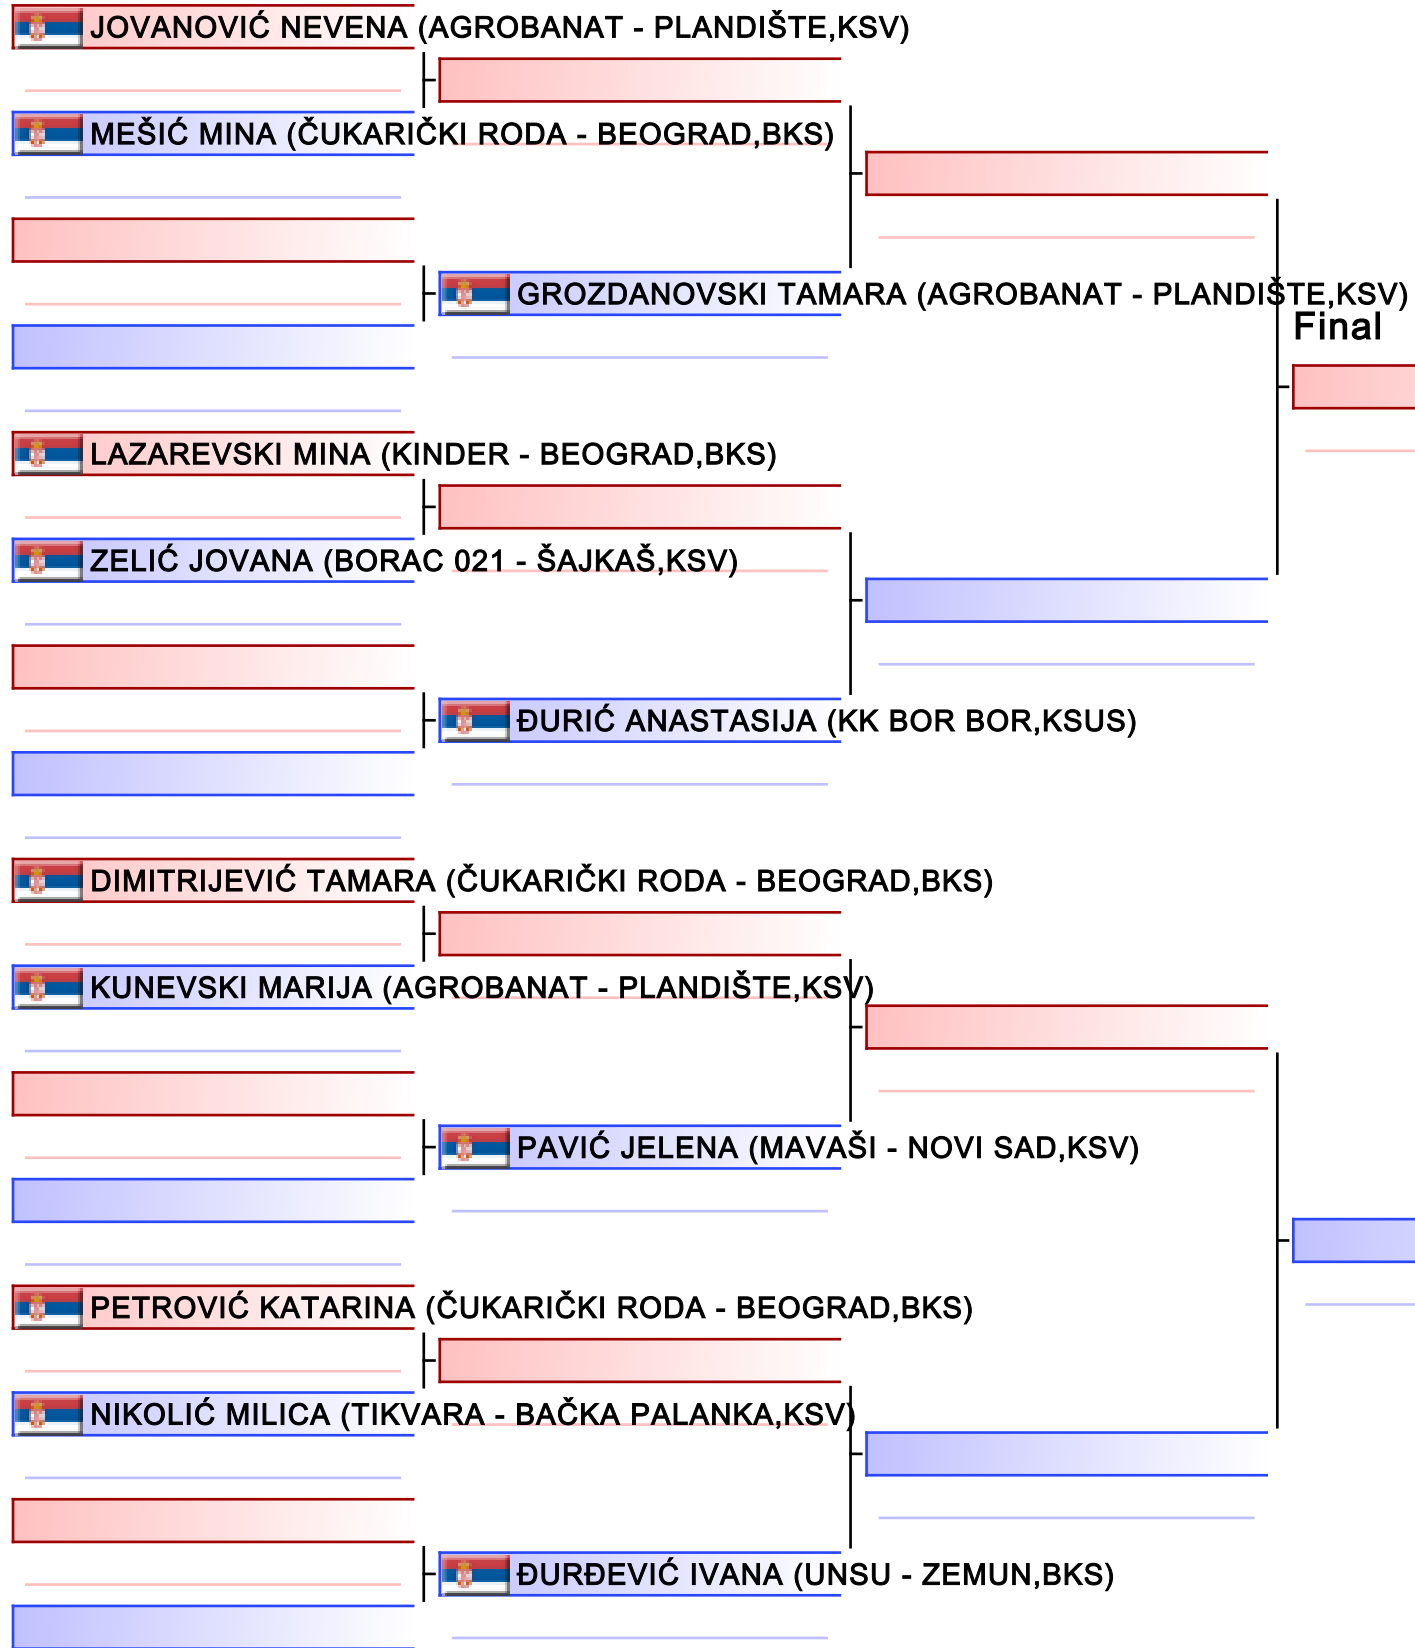 JOVANOVIĆ NEVENA (AGROBANAT - PLANDIŠTE,KSV)
MEŠIĆ MINA (ČUKARIČKI RODA - BEOGRAD,BKS)
GROZDANOVSKI TAMARA (AGROBANAT - PLANDIŠTE,KSV)
Final
LAZAREVSKI MINA (KINDER - BEOGRAD,BKS)
ZELIĆ JOVANA (BORAC 021 - ŠAJKAŠ,KSV)
ĐURIĆ ANASTASIJA (KK BOR BOR,KSUS)
DIMITRIJEVIĆ TAMARA (ČUKARIČKI RODA - BEOGRAD,BKS)
KUNEVSKI MARIJA (AGROBANAT - PLANDIŠTE,KSV)
PAVIĆ JELENA (MAVAŠI - NOVI SAD,KSV)
PETROVIĆ KATARINA (ČUKARIČKI RODA - BEOGRAD,BKS)
NIKOLIĆ MILICA (TIKVARA - BAČKA PALANKA,KSV)
ĐURĐEVIĆ IVANA (UNSU - ZEMUN,BKS)